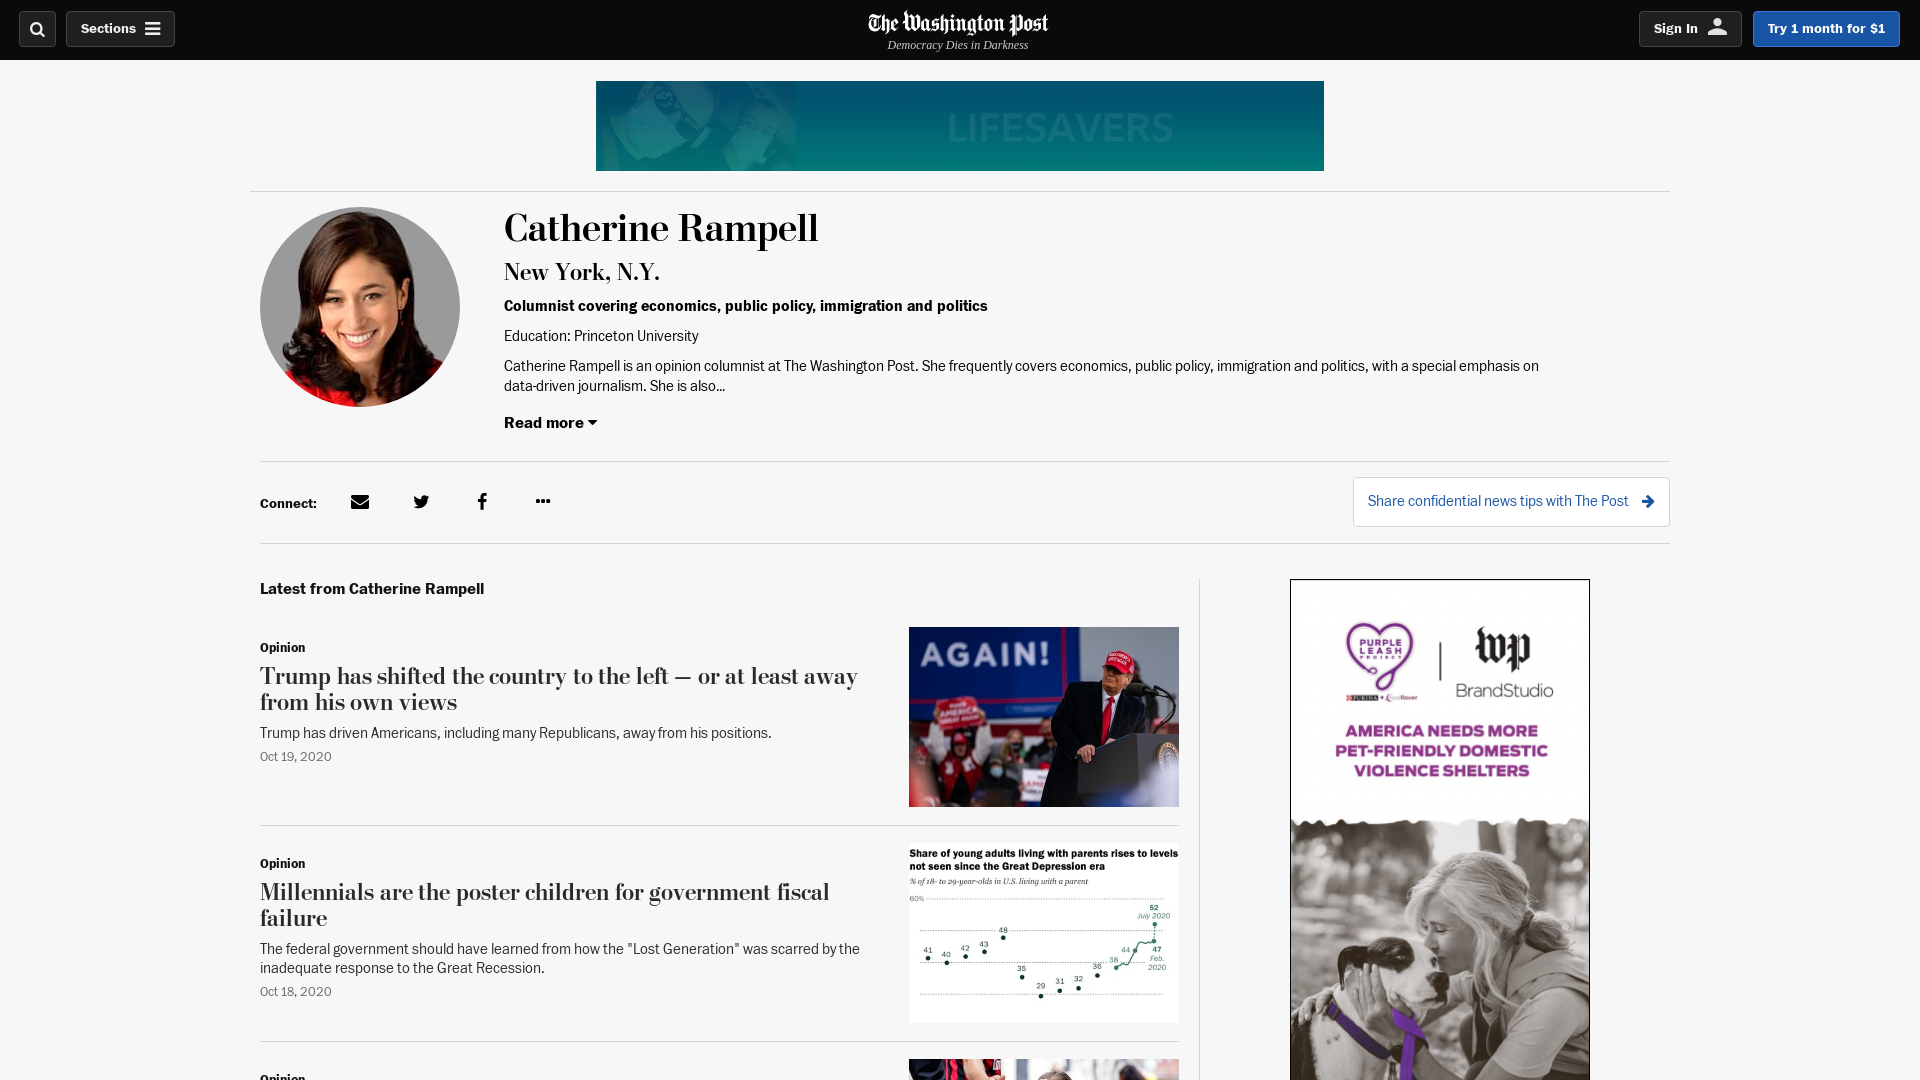 Sections
The Washington Post
Democracy Dies in Darkness
Sign In
Try 1 month for $1
LIFESAVERS
Catherine Rampell
New York, N.Y.
Columnist covering economics, public policy, immigration and politics
Education: Princeton University
Catherine Rampell is an opinion columnist at The Washington Post. She frequently covers economics, public policy, immigration and politics, with a special emphasis on
data-driven journalism. She is also...
Read more
Connect:
Share confidential news tips with The Post
Latest from Catherine Rampell
Opinion
Trump has shifted the country to the left — or at least away
from his own views
Trump has driven Americans, including many Republicans, away from his positions.
Oct 19, 2020
AGAIN!
Opinion
Millennials are the poster children for government fiscal
failure
The federal government should have learned from how the "Lost Generation" was scarred by the
inadequate response to the Great Recession.
Oct 18, 2020
Share of young adults living with parents rises to levels
not seen since the Great Depression era
% of 18- to 29-year-olds in U.S. living with a parent
60%
41
40
42
43
48
35
29
31
32
36
38
44
52
July 2020
47
Feb.
2020
Opinion
PURPLE
LEASH
PROJECT
PURINA
wp
BrandStudio
AMERICA NEEDS MORE
PET-FRIENDLY DOMESTIC
VIOLENCE SHELTERS